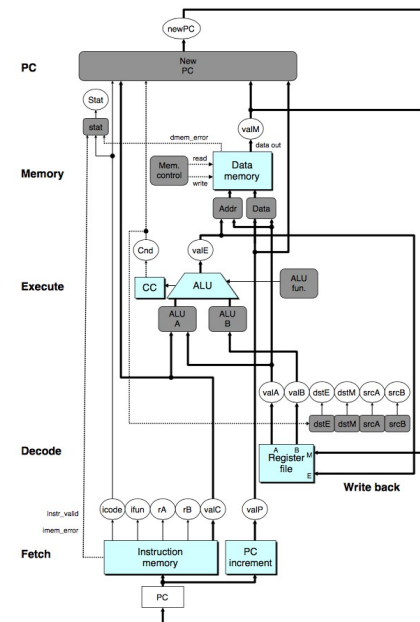 newPC
PC
New
PC
Stat
stat
valM
data out
dmem_error
Memory
Mem.
control
read
write
Data
memory
Addr
Data
Cnd
valE
Execute
CC
ALU
ALU
fun.
ALU
A
ALU
B
valA
valB
dstE
dstM
srcA
srcB
dstE
dstM
srcA
srcB
Decode
A
B
M
Register
file
E
Write back
icode
ifun
rA
rB
valC
valP
instr_valid
imem_error
Fetch
Instruction
memory
PC
increment
PC